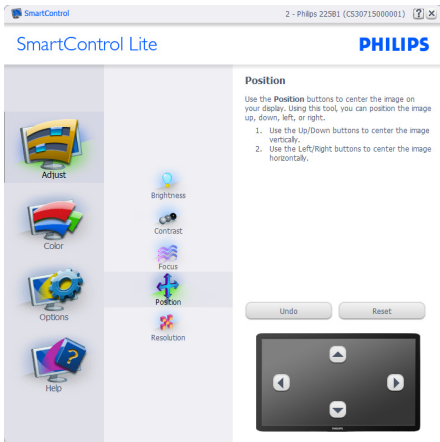 SmartControl
2 - Philips 225B1 (CS30715000001)
SmartControl Lite
PHILIPS
Adjust
Color
Options
Help
Brightness
Contrast
Focus
Position
Resolution
Position
Use the Position buttons to center the image on
your display. Using this tool, you can position the image
up, down, left, or right.
1. Use the Up/Down buttons to center the image
vertically.
2. Use the Left/Right buttons to center the image
horizontally.
Undo
Reset
PHILIPS